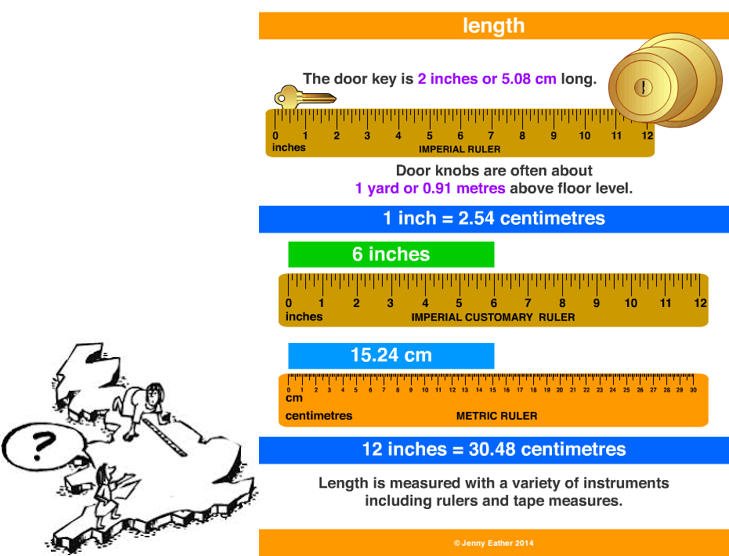 length
The door key is 2 inches or 5.08 cm long.
0 1 2 3 4 5 6 7 8 9 10 11 12
inches IMPERIAL RULER
Door knobs are often about
1 yard or 0.91 metres above floor level.
1 inch = 2.54 centimetres
6 inches
0 1 2 3 4 5 6 7 8 9 10 11 12
inches IMPERIAL CUSTOMARY RULER
15.24 cm
0 1 2 3 4 5 6 7 8 9 10 11 12 13 14 15 16 17 18 19 20 21 22 23 24 25 26 27 28 29 30
cm
centimetres METRIC RULER
?
12 inches = 30.48 centimetres
Length is measured with a variety of instruments
including rulers and tape measures.
© Jenny Eather 2014